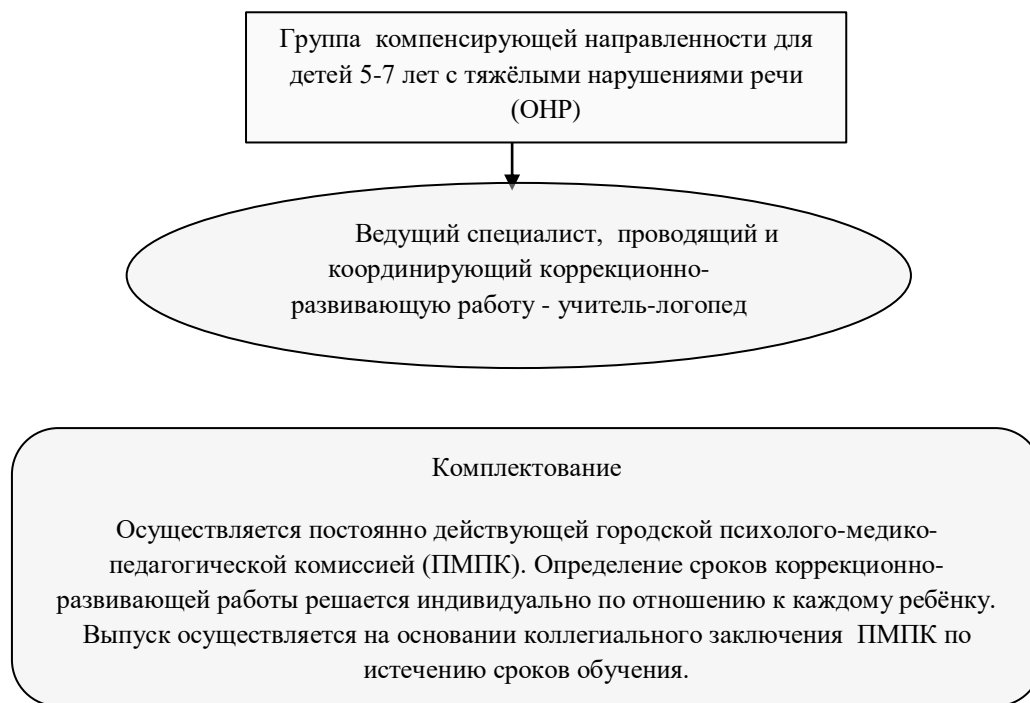 Группа компенсирующей направленности для
детей 5-7 лет с тяжёлыми нарушениями речи
(ОНР)
Ведущий специалист, проводящий и
координирующий коррекционно-
развивающую работу - учитель-логопед
Комплектование
Осуществляется постоянно действующей городской психолого-медико-
педагогической комиссией (ПМПК). Определение сроков коррекционно-
развивающей работы решается индивидуально по отношению к каждому ребёнку.
Выпуск осуществляется на основании коллегиального заключения ПМПК по
истечению сроков обучения.